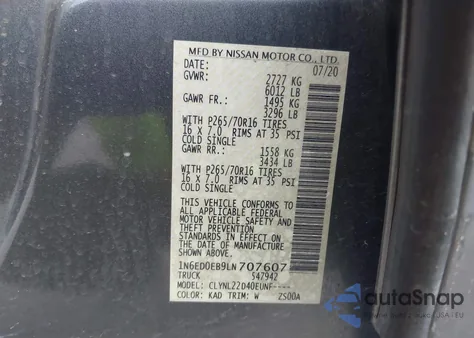 MFD BY NISSAN MOTOR CO., LTD.
DATE: 07/20
GVWR: 2727 KG
6012 LB
GAWR FR.: 1495 KG
3296 LB
WITH P265/70R16 TIRES
16 X 7.0 RIMS AT 35 PSI
COLD SINGLE
GAWR RR.: 1558 KG
3434 LB
WITH P265/70R16 TIRES
16 X 7.0 RIMS AT 35 PSI
COLD SINGLE
THIS VEHICLE CONFORMS TO
ALL APPLICABLE FEDERAL
MOTOR VEHICLE SAFETY AND
THEFT PREVENTION
STANDARDS IN EFFECT ON
THE DATE OF MANUFACTURE
SHOWN ABOVE.
1N6ED0EB9LN707607
TRUCK 547942
MODEL: CLYNL22D40EUNF----
COLOR: KAD TRIM: W 2S00A
autoSnap